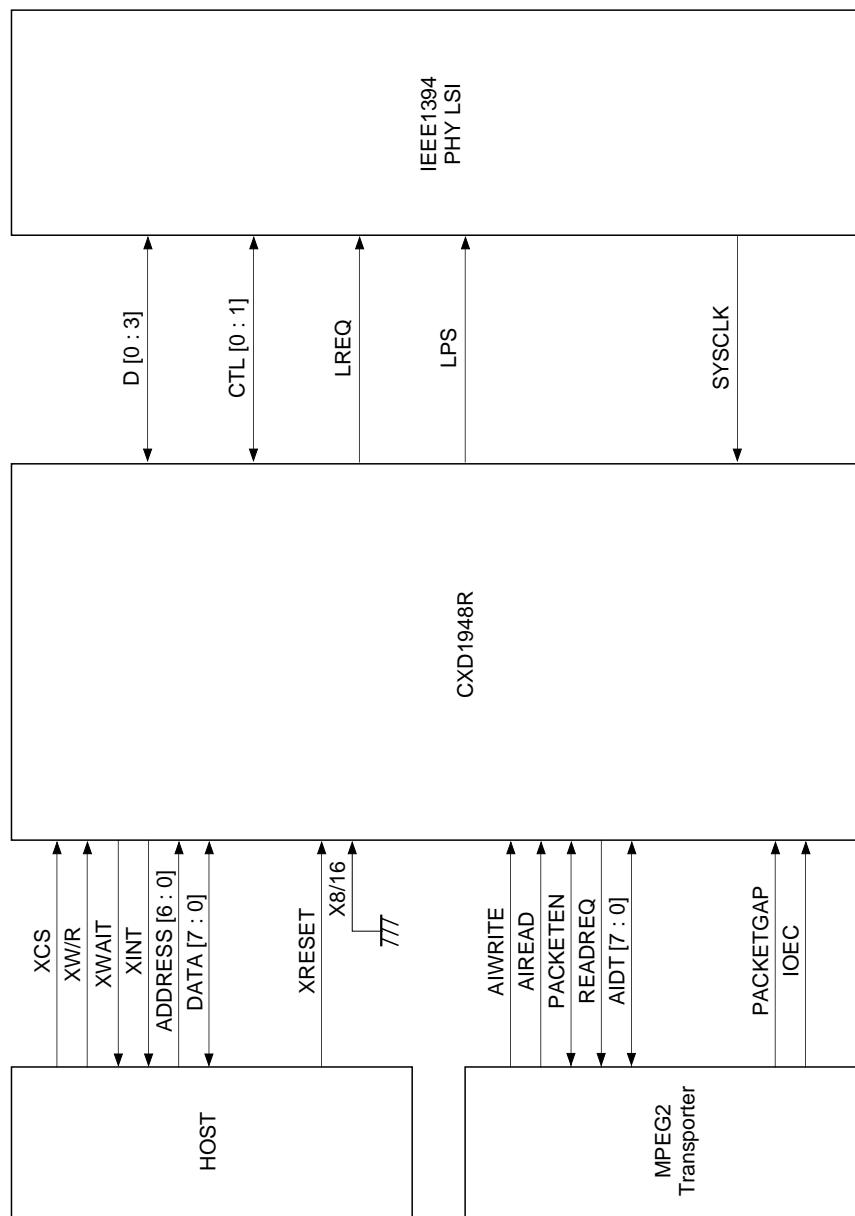 HOST
XCS
XW/R
XWAIT
XINT
ADDRESS [6 : 0]
DATA [7 : 0]
XRESET
X8/16
MPEG2
Transporter
AIWRITE
AIREAD
PACKETEN
READREQ
AIDT [7 : 0]
PACKETGAP
IOEC
CXD1948R
D [0 : 3]
CTL [0 : 1]
LREQ
LPS
SYSCLK
IEEE1394
PHY LSI